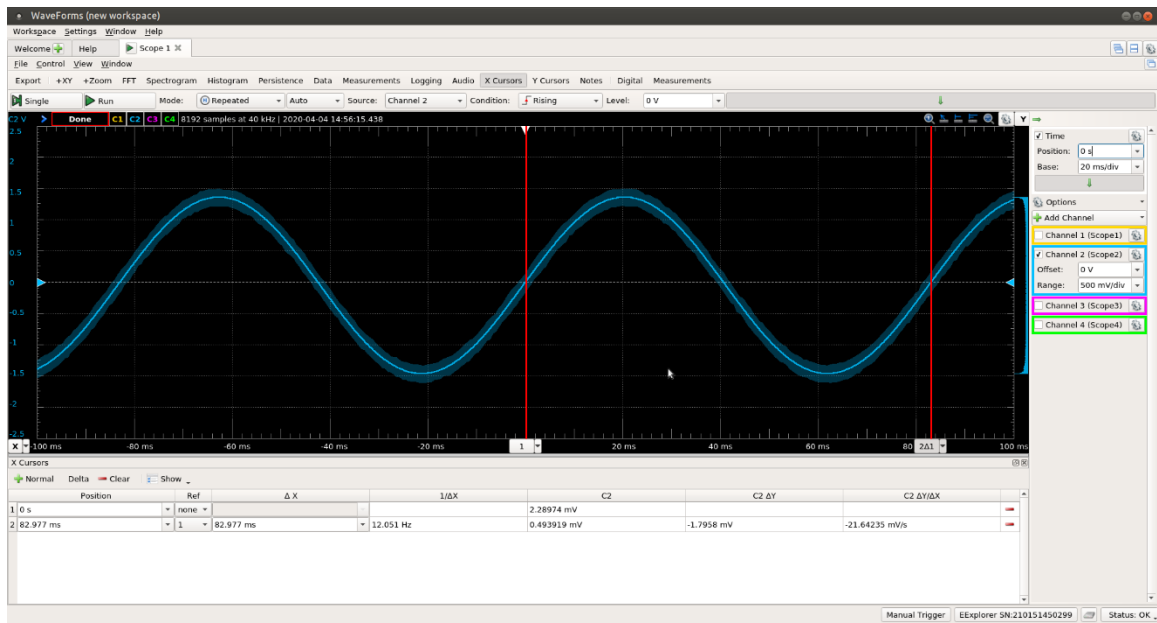 WaveForms (new workspace)
Workspace Settings Window Help
Welcome Help Scope 1
File Control View Window
Export +XY +Zoom FFT Spectrogram Histogram Persistence Data Measurements Logging Audio X Cursors Y Cursors Notes Digital Measurements
Single Run Mode: Repeated Auto Source: Channel 2 Condition: Rising Level: 0 V
C2 V Done C1 C2 C3 C4 8192 samples at 40 kHz | 2020-04-04 14:56:15.438 Y
2.5
2
1.5
1
0.5
0
-0.5
-1
-1.5
-2
-2.5
X -100 ms -80 ms -60 ms -40 ms -20 ms 1 20 ms 40 ms 60 ms 80 2Δ1 100 ms
Time
Position: 0 s
Base: 20 ms/div
Options
Add Channel
Channel 1 (Scope1)
Channel 2 (Scope2)
Offset: 0 V
Range: 500 mV/div
Channel 3 (Scope3)
Channel 4 (Scope4)
X Cursors
Normal Delta Clear Show
Position Ref Δ X 1/ΔX C2 C2 ΔY C2 ΔY/ΔX
1 0 s none 2.28974 mV
2 82.977 ms 1 82.977 ms 12.051 Hz 0.493919 mV -1.7958 mV -21.64235 mV/s
Manual Trigger EExplorer SN:210151450299 Status: OK